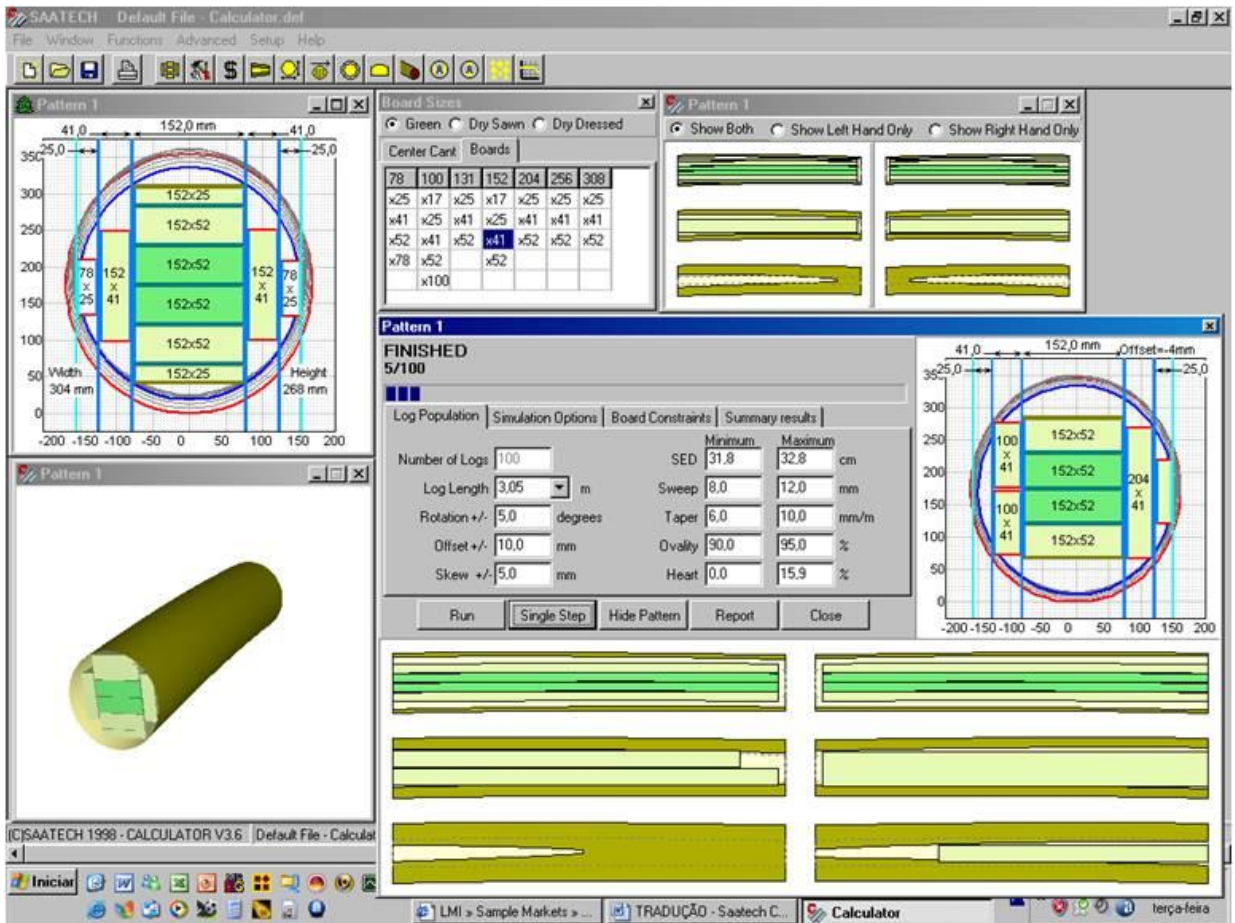 SAATECH Default File - Calculator.def
File Window Functions Advanced Setup Help
Pattern 1
41,0 152,0 mm 41,0
25,0 25,0
350
300
250
200
150
100
50
0
152x25
152x52
152x52
152x52
152x52
152x25
78 x 25
152 x 41
152 x 41
78 x 25
Width 304 mm
Height 268 mm
-200 -150 -100 -50 0 50 100 150 200
Board Sizes
Green Dry Sawn Dry Dressed
Center Cant Boards
78 100 131 152 204 256 308
x25 x17 x25 x17 x25 x25 x25
x41 x25 x41 x25 x41 x41 x41
x52 x41 x52 x41 x52 x52 x52
x78 x52 x52
x100
Pattern 1
Show Both Show Left Hand Only Show Right Hand Only
Pattern 1
FINISHED
5/100
Log Population Simulation Options Board Constraints Summary results
Minimum Maximum
Number of Logs 100 SED 31,8 32,8 cm
Log Length 3,05 m Sweep 8,0 12,0 mm
Rotation +/- 5,0 degrees Taper 6,0 10,0 mm/m
Offset +/- 10,0 mm Ovality 90,0 95,0 %
Skew +/- 5,0 mm Heart 0,0 15,9 %
Run Single Step Hide Pattern Report Close
41,0 152,0 mm Offset=-4mm
25,0 25,0
300
250
200
150
100
50
0
100 x 41
100 x 41
152x52
152x52
152x52
152x52
204 x 41
-200 -150 -100 -50 0 50 100 150 200
Pattern 1
(C)SAATECH 1998 - CALCULATOR V3.6 Default File - Calculat
Iniciar
LMI » Sample Markets » ... TRADUÇÃO - Saatech C... Calculator terça-feira